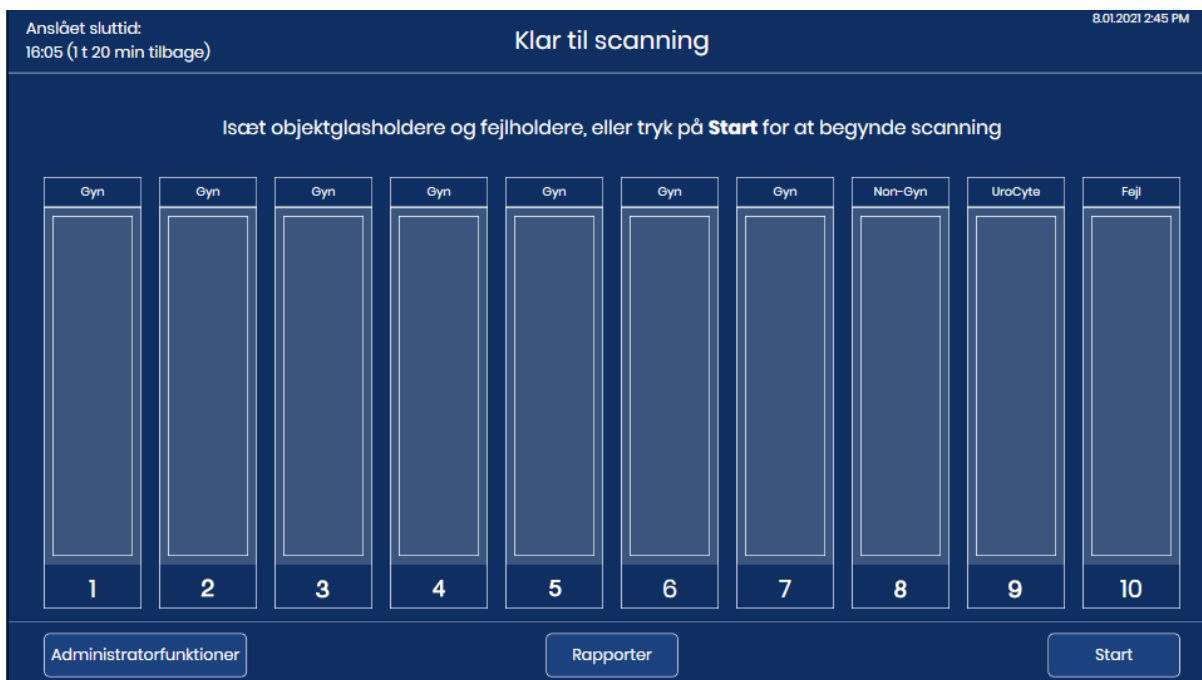 Anslået sluttid:
16:05 (1 t 20 min tilbage)
Klar til scanning
8.01.2021 2:45 PM
Isæt objektglasholdere og fejlholdere, eller tryk på Start for at begynde scanning
Gyn Gyn Gyn Gyn Gyn Gyn Gyn Non-Gyn UroCyte Fejl
1 2 3 4 5 6 7 8 9 10
Administratorfunktioner Rapporter Start